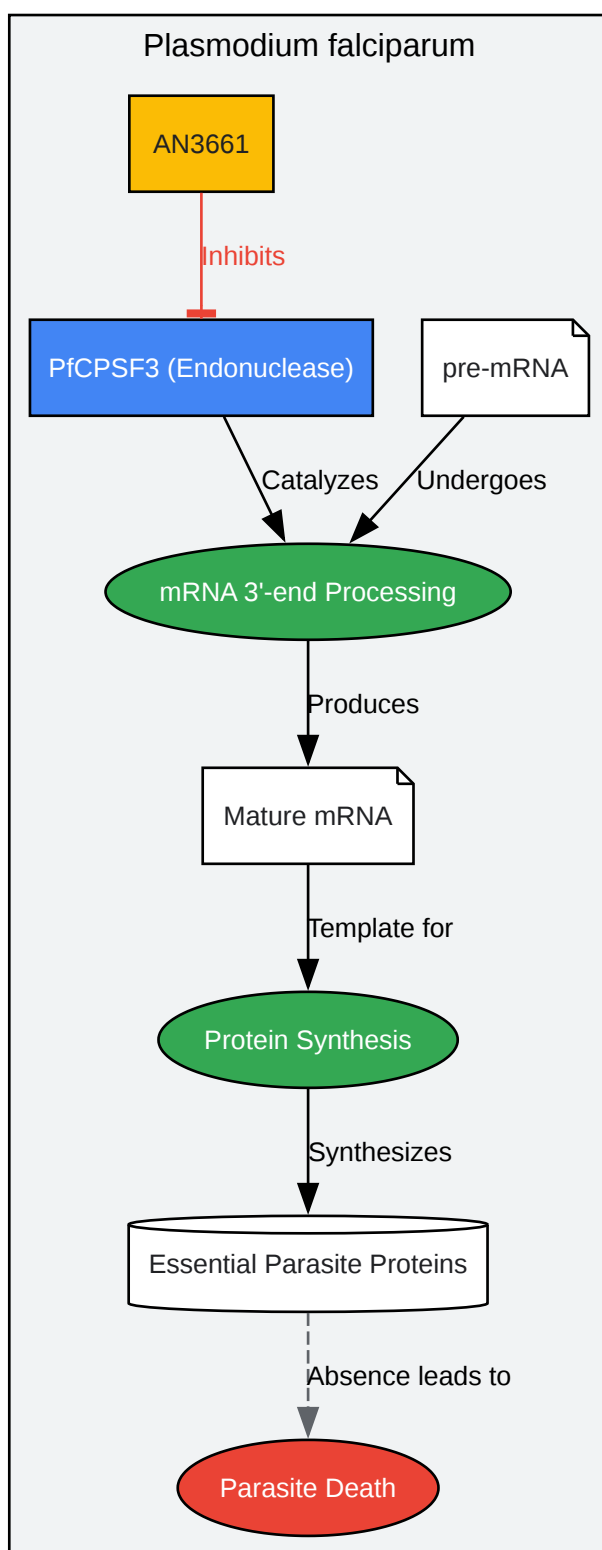 Plasmodium falciparum
AN3661
Inhibits
PfCPSF3 (Endonuclease)
pre-mRNA
Catalyzes
Undergoes
mRNA 3'-end Processing
Produces
Mature mRNA
Template for
Protein Synthesis
Synthesizes
Essential Parasite Proteins
Absence leads to
Parasite Death